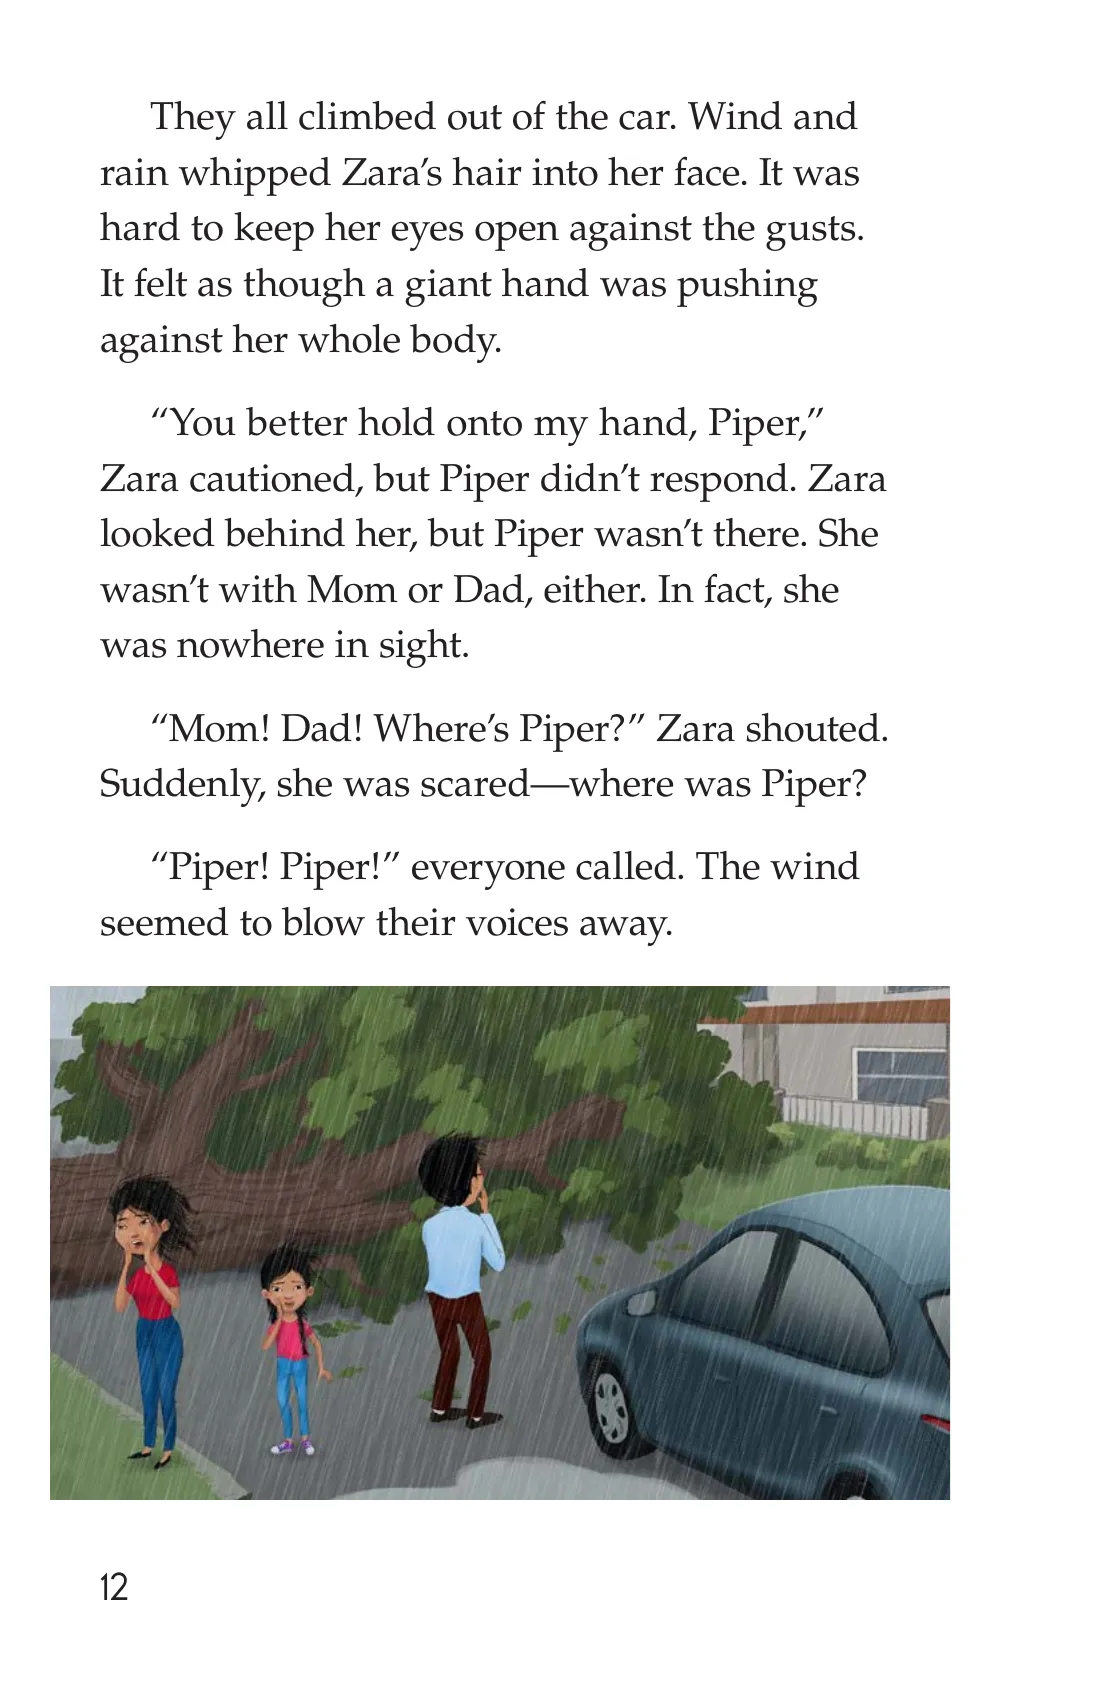 They all climbed out of the car. Wind and
rain whipped Zara’s hair into her face. It was
hard to keep her eyes open against the gusts.
It felt as though a giant hand was pushing
against her whole body.
“You better hold onto my hand, Piper,”
Zara cautioned, but Piper didn’t respond. Zara
looked behind her, but Piper wasn’t there. She
wasn’t with Mom or Dad, either. In fact, she
was nowhere in sight.
“Mom! Dad! Where’s Piper?” Zara shouted.
Suddenly, she was scared—where was Piper?
“Piper! Piper!” everyone called. The wind
seemed to blow their voices away.
12